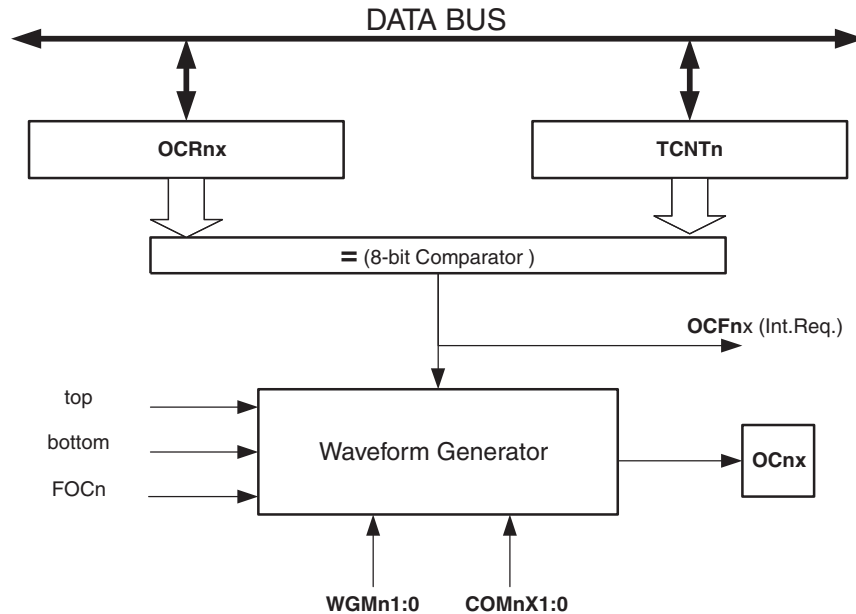 DATA BUS
OCRnx
TCNTn
= (8-bit Comparator )
OCFnx (Int.Req.)
top
bottom
FOCn
Waveform Generator
OCnx
WGMn1:0
COMnX1:0